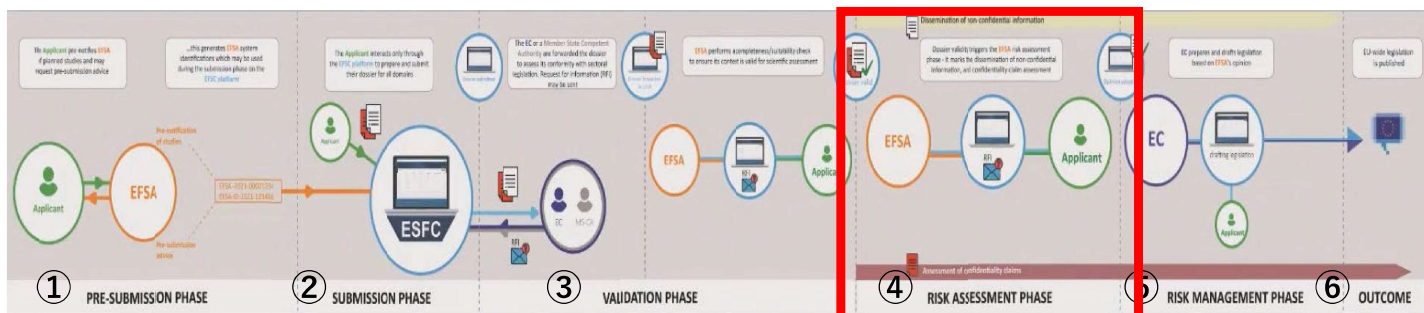 The Applicant pre-notifies EFSA
of planned studies and may
request pre-submission advice
...this generates EFSA system
identifications which may be used
during the submission phase on the
EFSC platform
The Applicant interacts only through
the EFSC platform to prepare and submit
their dossier for all domains
The EC or a Member State Competent
Authority are forwarded the dossier
to assess its conformity with sectoral
legislation. Request for information (RFI)
may be sent
EFSA performs a completeness/suitability check
to ensure its content is valid for scientific assessment
Dissemination of non-confidential information
Dossier validity triggers the EFSA risk assessment
phase - it marks the dissemination of non-confidential
information, and confidentiality claim assessment
EC prepares and drafts legislation
based on EFSA's opinion
EU-wide legislation
is published
Pre-notification
of studies
Applicant
EFSA
Pre-submission
advice
Applicant
ESFC
RFI
EC
MS-CA
EFSA
RFI
Applica
EFSA
RFI
Applicant
EC
drafting legislation
Applicant
Assessment of confidentiality claims
① PRE-SUBMISSION PHASE
② SUBMISSION PHASE
③ VALIDATION PHASE
④ RISK ASSESSMENT PHASE
⑤ RISK MANAGEMENT PHASE
⑥ OUTCOME